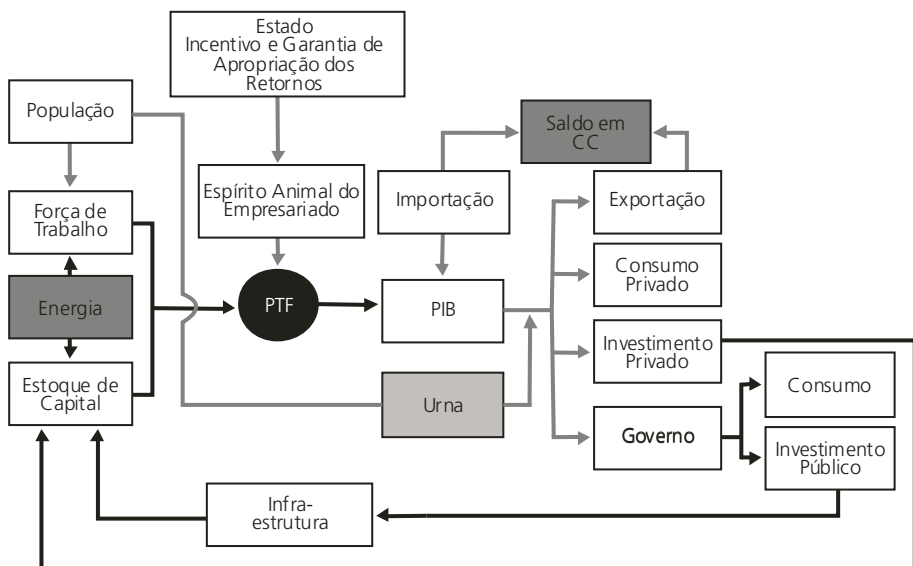 Estado
Incentivo e Garantia de
Apropriação dos
Retornos
População
Saldo em
CC
Espírito Animal do
Empresariado
Importação
Exportação
Força de
Trabalho
Consumo
Privado
Energia
PTF
PIB
Investimento
Privado
Estoque de
Capital
Urna
Consumo
Governo
Investimento
Público
Infra-
estrutura